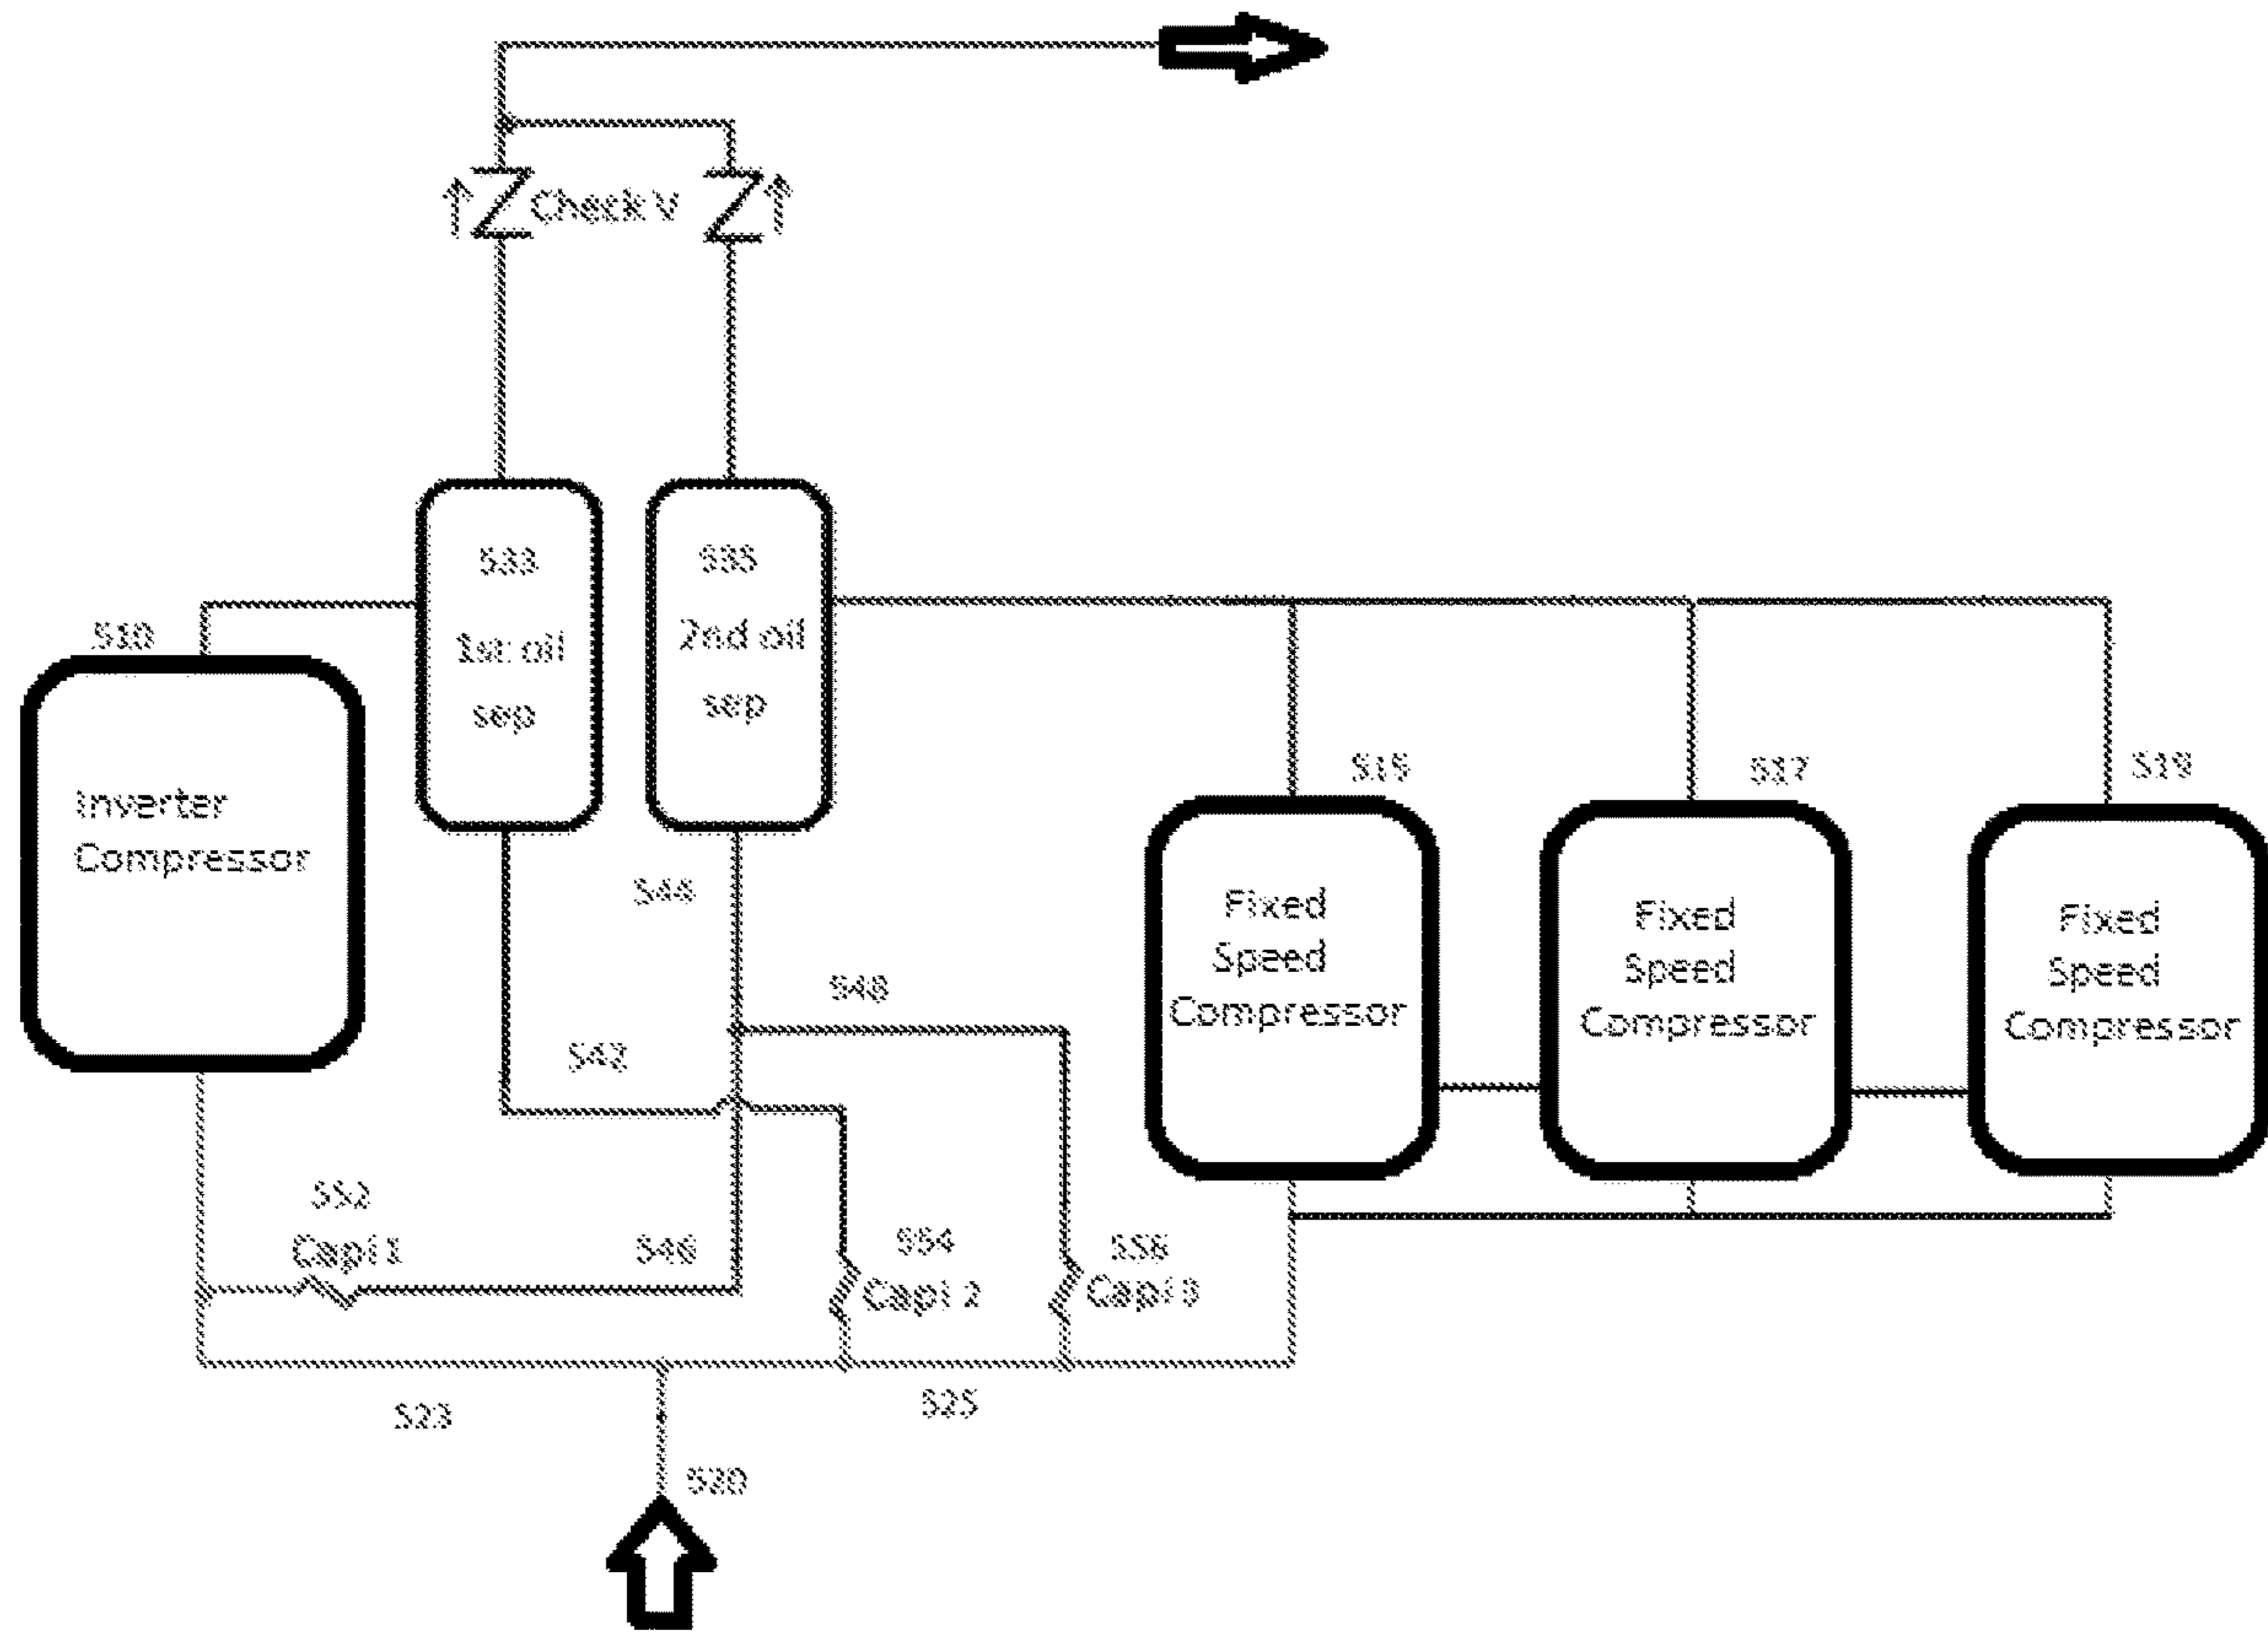 Check V
533
1st oil
sep
535
2nd oil
sep
510
Inverter
Compressor
515
517
519
Fixed
Speed
Compressor
Fixed
Speed
Compressor
Fixed
Speed
Compressor
544
548
542
552
Capi 1
546
554
Capi 2
556
Capi 3
523
525
520